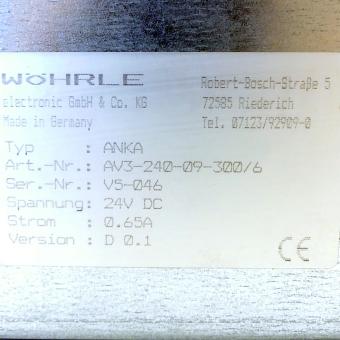 WÖHRLE
electronic GmbH & Co. KG
Made in Germany
Robert-Bosch-Straße 5
72585 Riederich
Tel. 07123/92909-0
Typ : ANKA
Art.-Nr.: AV3-240-09-300/6
Ser.-Nr.: V5-046
Spannung: 24V DC
Strom : 0.65A
Version : D 0.1
CE